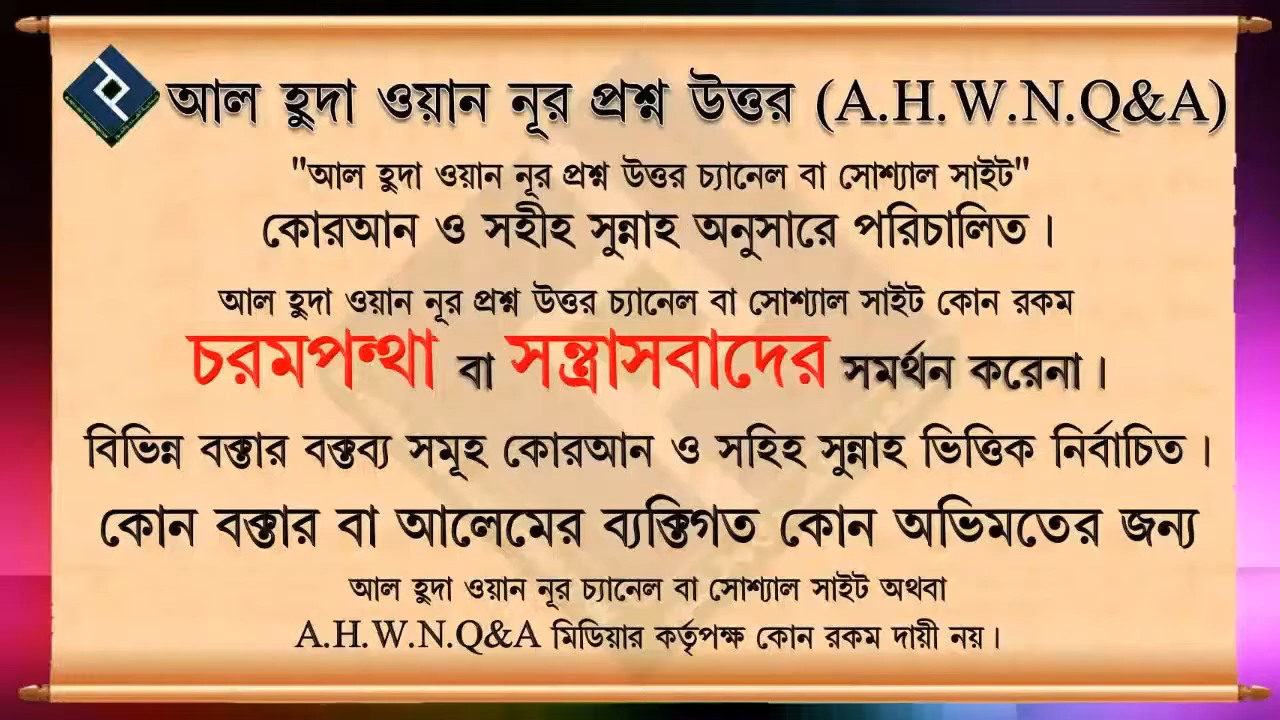 আল হুদা ওয়ান নূর প্রশ্ন উত্তর (A.H.W.N.Q&A)
"আল হুদা ওয়ান নূর প্রশ্ন উত্তর চ্যানেল বা সোশ্যাল সাইট"
কোরআন ও সহীহ সুন্নাহ অনুসারে পরিচালিত।
আল হুদা ওয়ান নূর প্রশ্ন উত্তর চ্যানেল বা সোশ্যাল সাইট কোন রকম
চরমপন্থা বা সন্ত্রাসবাদের সমর্থন করেনা।
বিভিন্ন বক্তার বক্তব্য সমূহ কোরআন ও সহিহ সুন্নাহ ভিত্তিক নির্বাচিত।
কোন বক্তার বা আলেমের ব্যক্তিগত কোন অভিমতের জন্য
আল হুদা ওয়ান নূর চ্যানেল বা সোশ্যাল সাইট অথবা
A.H.W.N.Q&A মিডিয়ার কর্তৃপক্ষ কোন রকম দায়ী নয়।